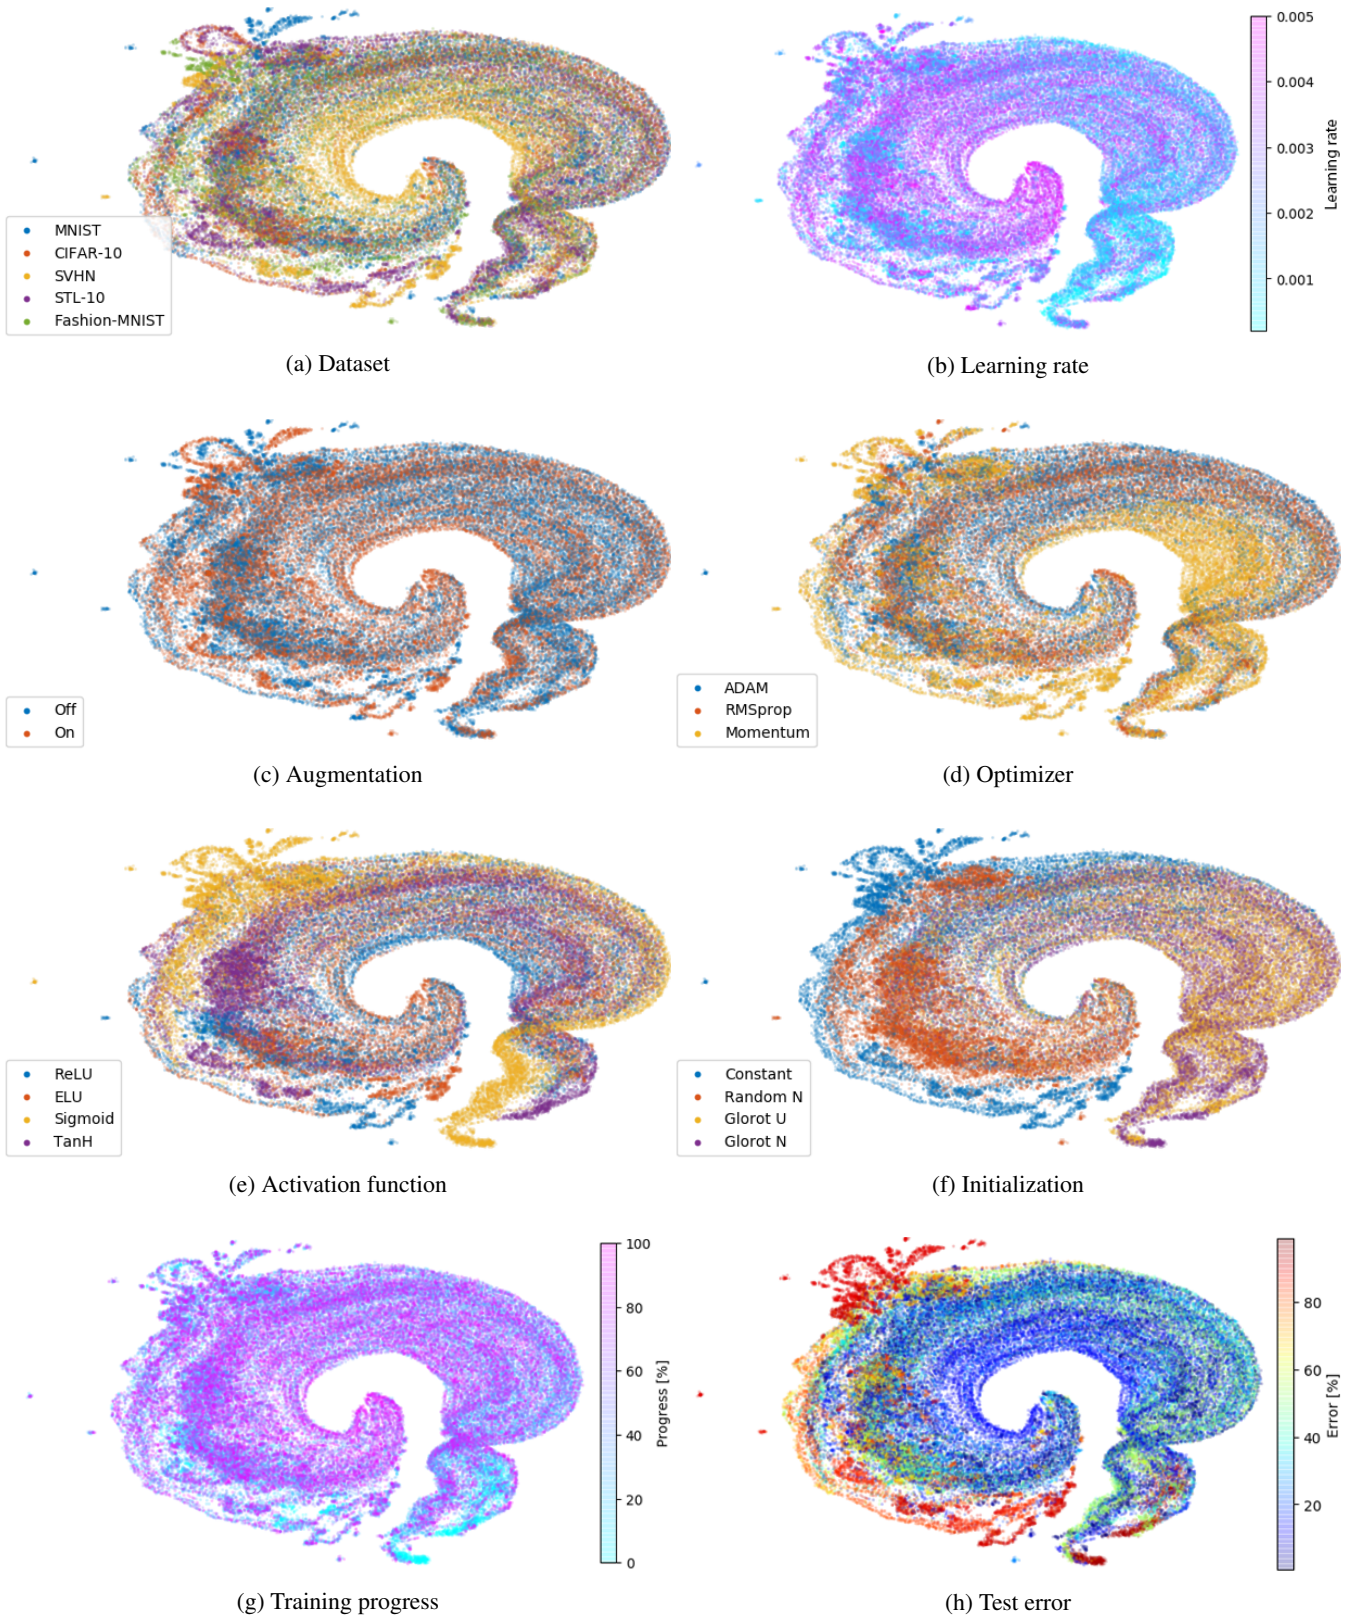 MNIST
CIFAR-10
SVHN
STL-10
Fashion-MNIST
(a) Dataset
0.005
0.004
0.003
0.002
0.001
Learning rate
(b) Learning rate
Off
On
(c) Augmentation
ADAM
RMSprop
Momentum
(d) Optimizer
ReLU
ELU
Sigmoid
TanH
(e) Activation function
Constant
Random N
Glorot U
Glorot N
(f) Initialization
100
80
60
40
20
0
Progress [%]
(g) Training progress
80
60
40
20
Error [%]
(h) Test error